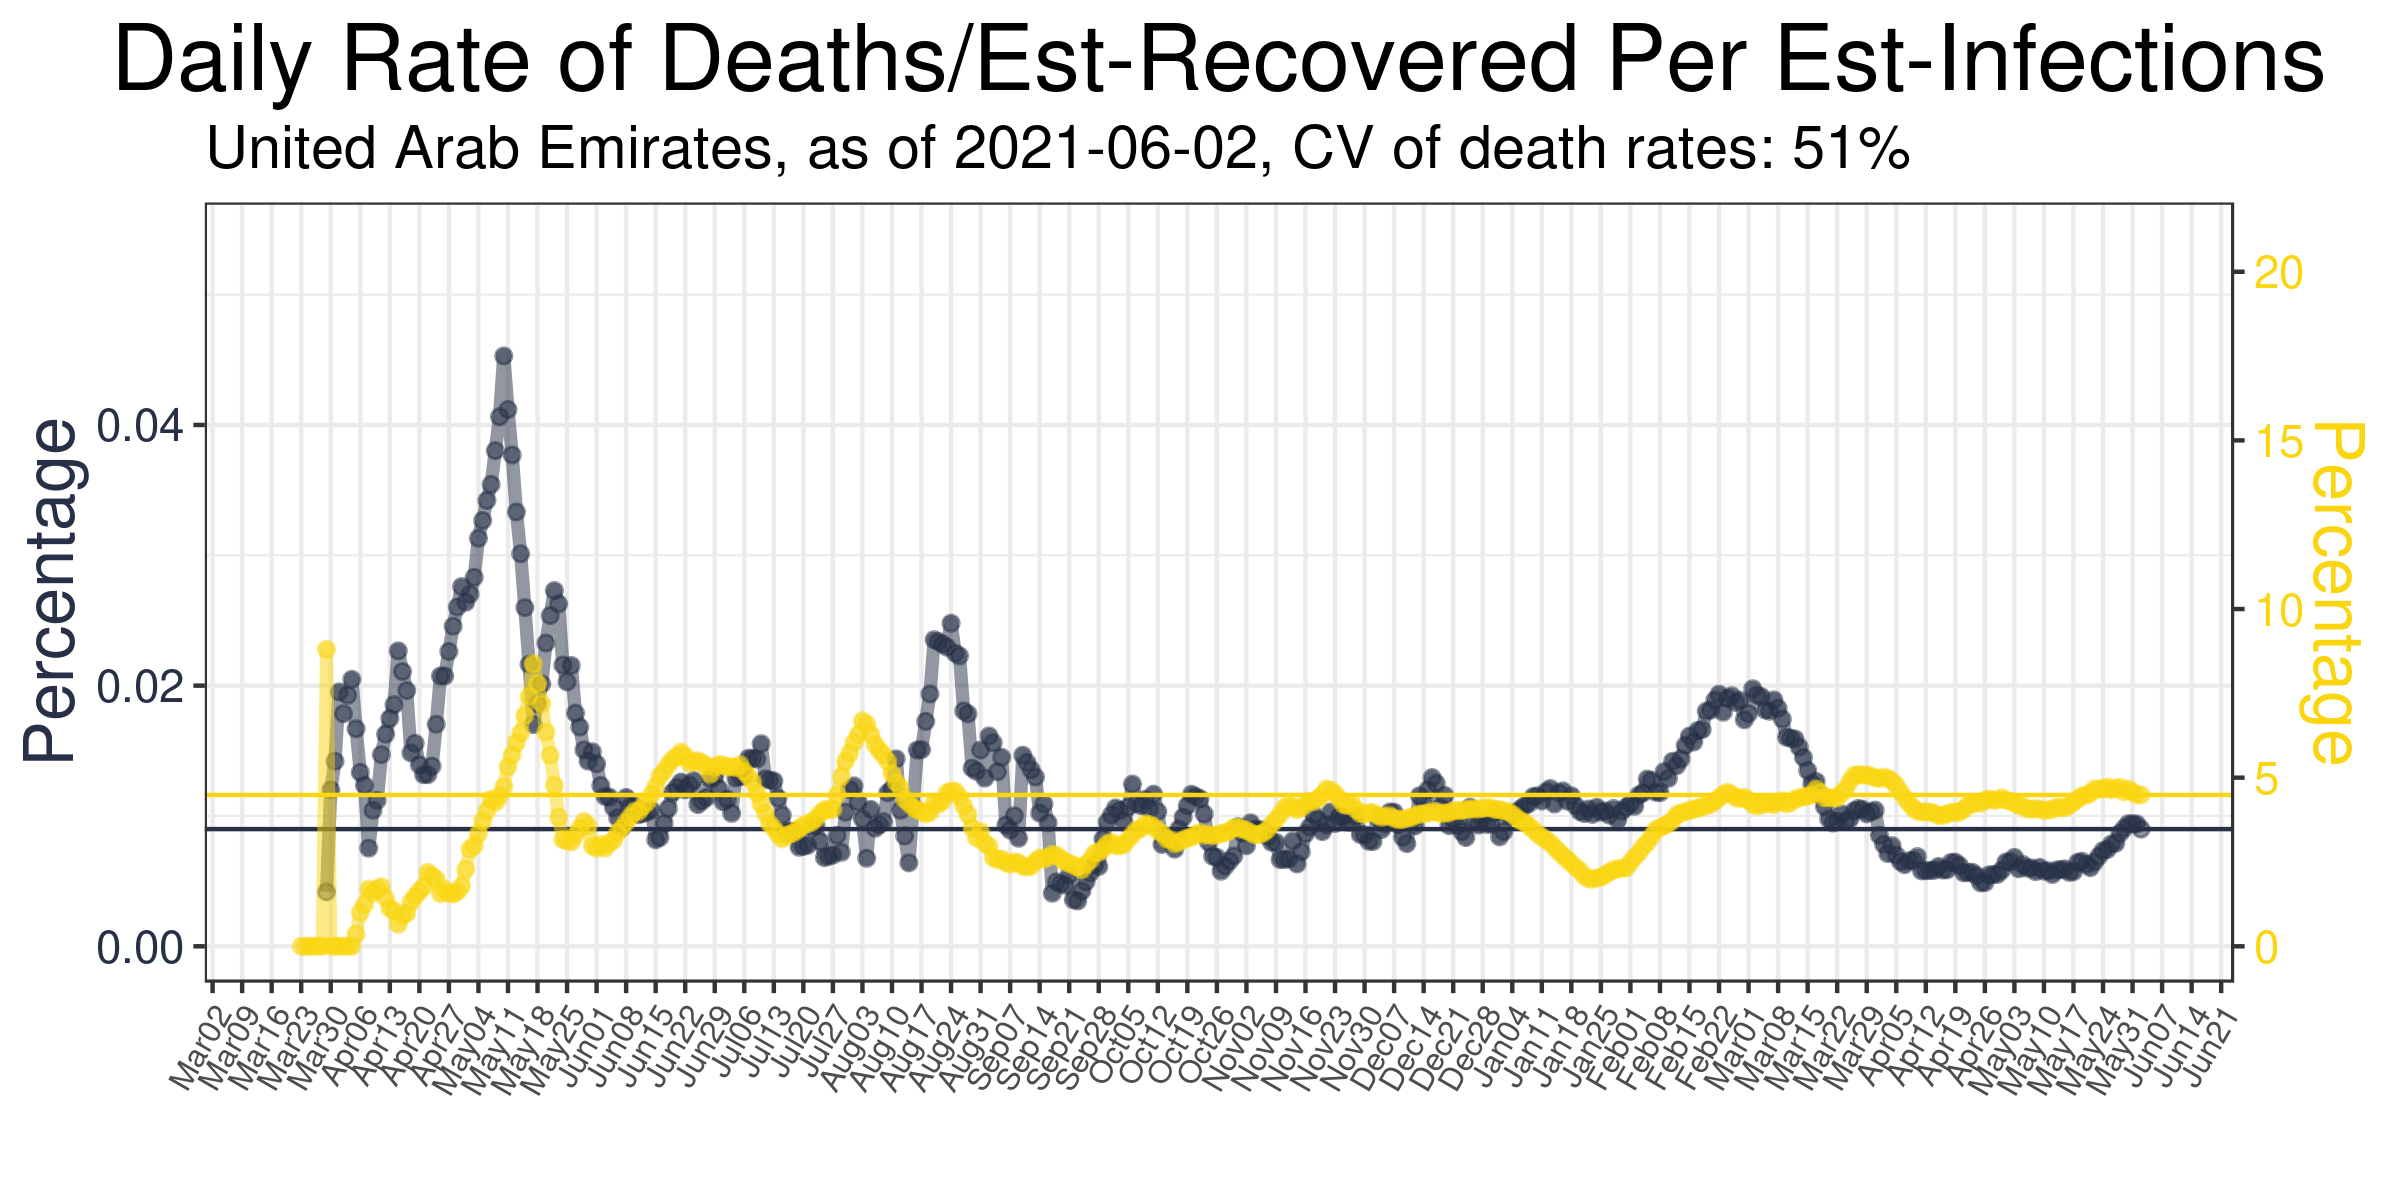 Daily Rate of Deaths/Est-Recovered Per Est-Infections
United Arab Emirates, as of 2021-06-02, CV of death rates: 51%
Percentage
0.04
0.02
0.00
20
15
10
5
0
Percentage
Mar02
Mar09
Mar16
Mar23
Mar30
Apr06
Apr13
Apr20
Apr27
May04
May11
May18
May25
Jun01
Jun08
Jun15
Jun22
Jun29
Jul06
Jul13
Jul20
Jul27
Aug03
Aug10
Aug17
Aug24
Aug31
Sep07
Sep14
Sep21
Sep28
Oct05
Oct12
Oct19
Oct26
Nov02
Nov09
Nov16
Nov23
Nov30
Dec07
Dec14
Dec21
Dec28
Jan04
Jan11
Jan18
Jan25
Feb01
Feb08
Feb15
Feb22
Mar01
Mar08
Mar15
Mar22
Mar29
Apr05
Apr12
Apr19
Apr26
May03
May10
May17
May24
May31
Jun07
Jun14
Jun21